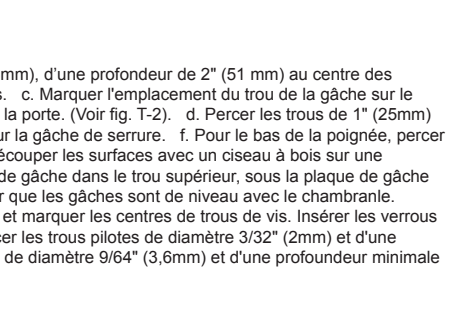 mm), d'une profondeur de 2" (51 mm) au centre des
s. c. Marquer l'emplacement du trou de la gâche sur le
la porte. (Voir fig. T-2). d. Percer les trous de 1" (25mm)
ur la gâche de serrure. f. Pour le bas de la poignée, percer
écouper les surfaces avec un ciseau à bois sur une
de gâche dans le trou supérieur, sous la plaque de gâche
r que les gâches sont de niveau avec le chambranle.
et marquer les centres de trous de vis. Insérer les verrous
cer les trous pilotes de diamètre 3/32" (2mm) et d'une
de diamètre 9/64" (3,6mm) et d'une profoundeur minimale